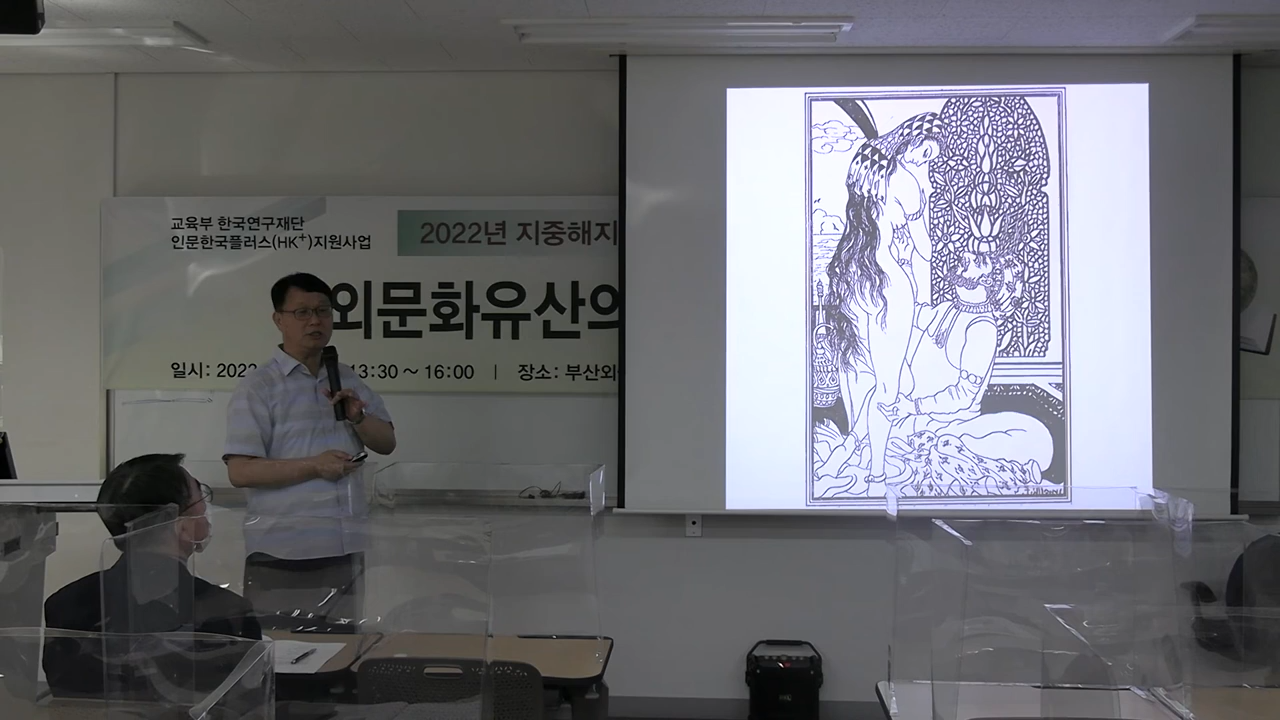 교육부 한국연구재단
인문한국플러스(HK+)지원사업
2022년 지중해지
외문화유산의
일시: 202 13:30 ~ 16:00 | 장소: 부산외